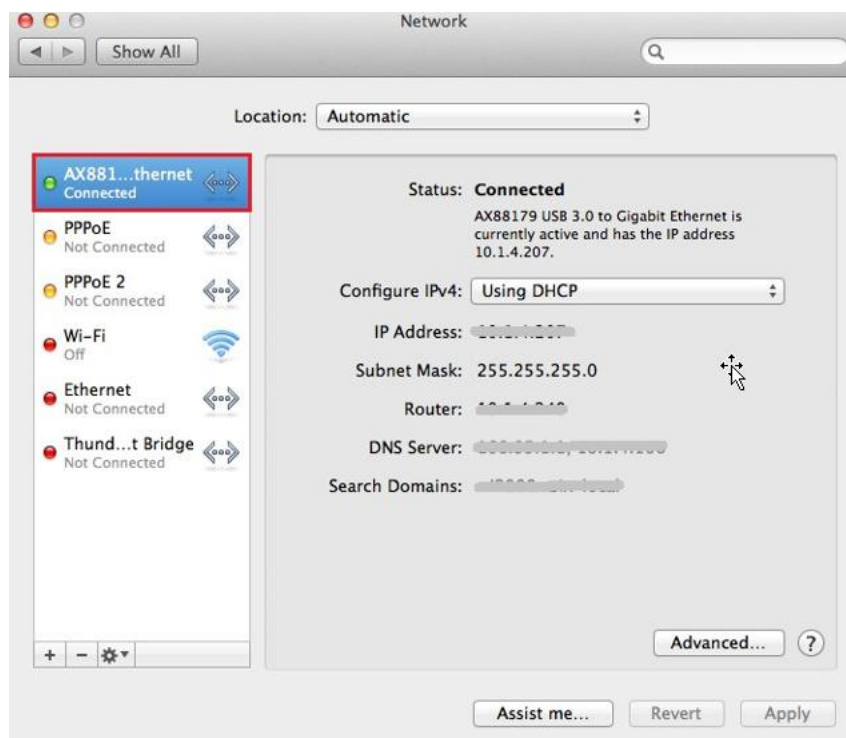 Network
Show All
Location: Automatic
AX881...thernet
Connected
PPPoE
Not Connected
PPPoE 2
Not Connected
Wi-Fi
Off
Ethernet
Not Connected
Thund...t Bridge
Not Connected
Status: Connected
AX88179 USB 3.0 to Gigabit Ethernet is
currently active and has the IP address
10.1.4.207.
Configure IPv4: Using DHCP
IP Address:
Subnet Mask: 255.255.255.0
Router:
DNS Server:
Search Domains:
Advanced... ?
+ −
Assist me... Revert Apply